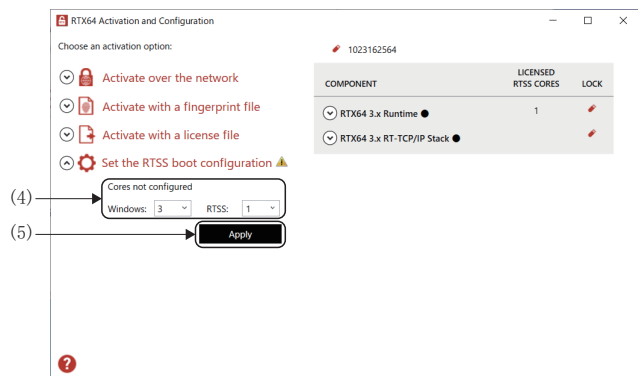 RTX64 Activation and Configuration
Choose an activation option:
Activate over the network
Activate with a fingerprint file
Activate with a license file
Set the RTSS boot configuration
Cores not configured
(4)
Windows: 3 RTSS: 1
(5)
Apply
1023162564
COMPONENT LICENSED RTSS CORES LOCK
RTX64 3.x Runtime 1
RTX64 3.x RT-TCP/IP Stack
?